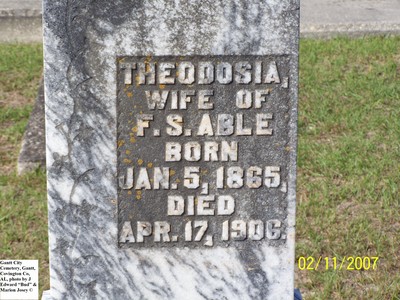 THEODOSIA,
WIFE OF
F.S. ABLE
BORN
JAN. 5, 1865,
DIED
APR. 17, 1906.
02/11/2007
Gantt City
Cemetery, Gantt,
Covington Co,
AL, photo by J
Edward "Bud" &
Marion Josey ©